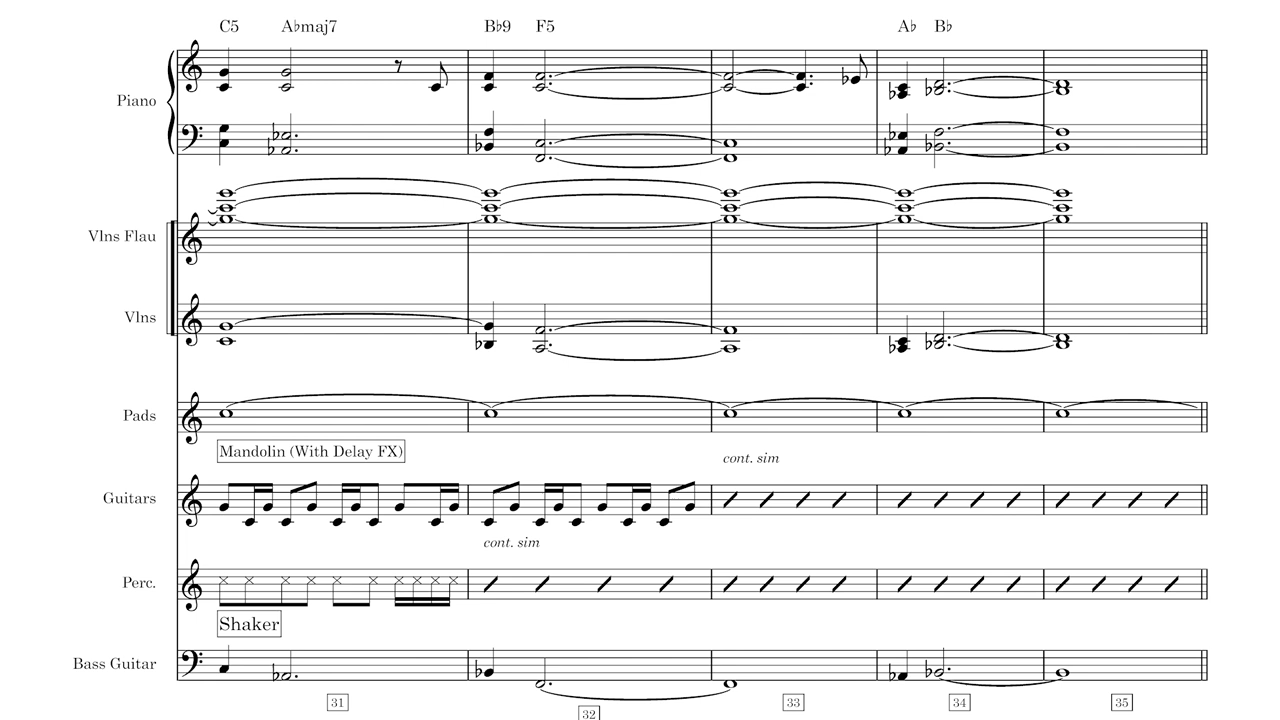 C5 A♭maj7 B♭9 F5 A♭ B♭
Piano
Vlns Flau
Vlns
Pads
Mandolin (With Delay FX)
cont. sim
Guitars
cont. sim
Perc.
Shaker
Bass Guitar
31 32 33 34 35